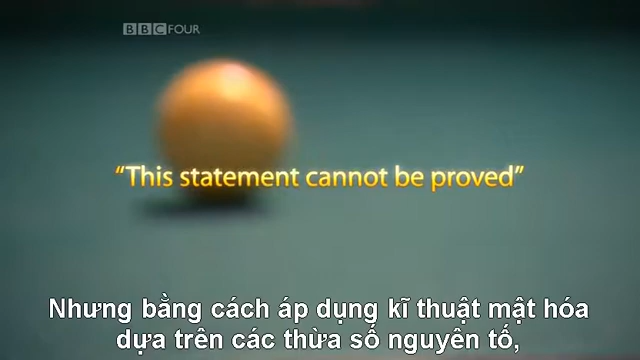 BBC FOUR
“This statement cannot be proved”
Nhưng bằng cách áp dụng kĩ thuật mật hóa
dựa trên các thừa số nguyên tố,